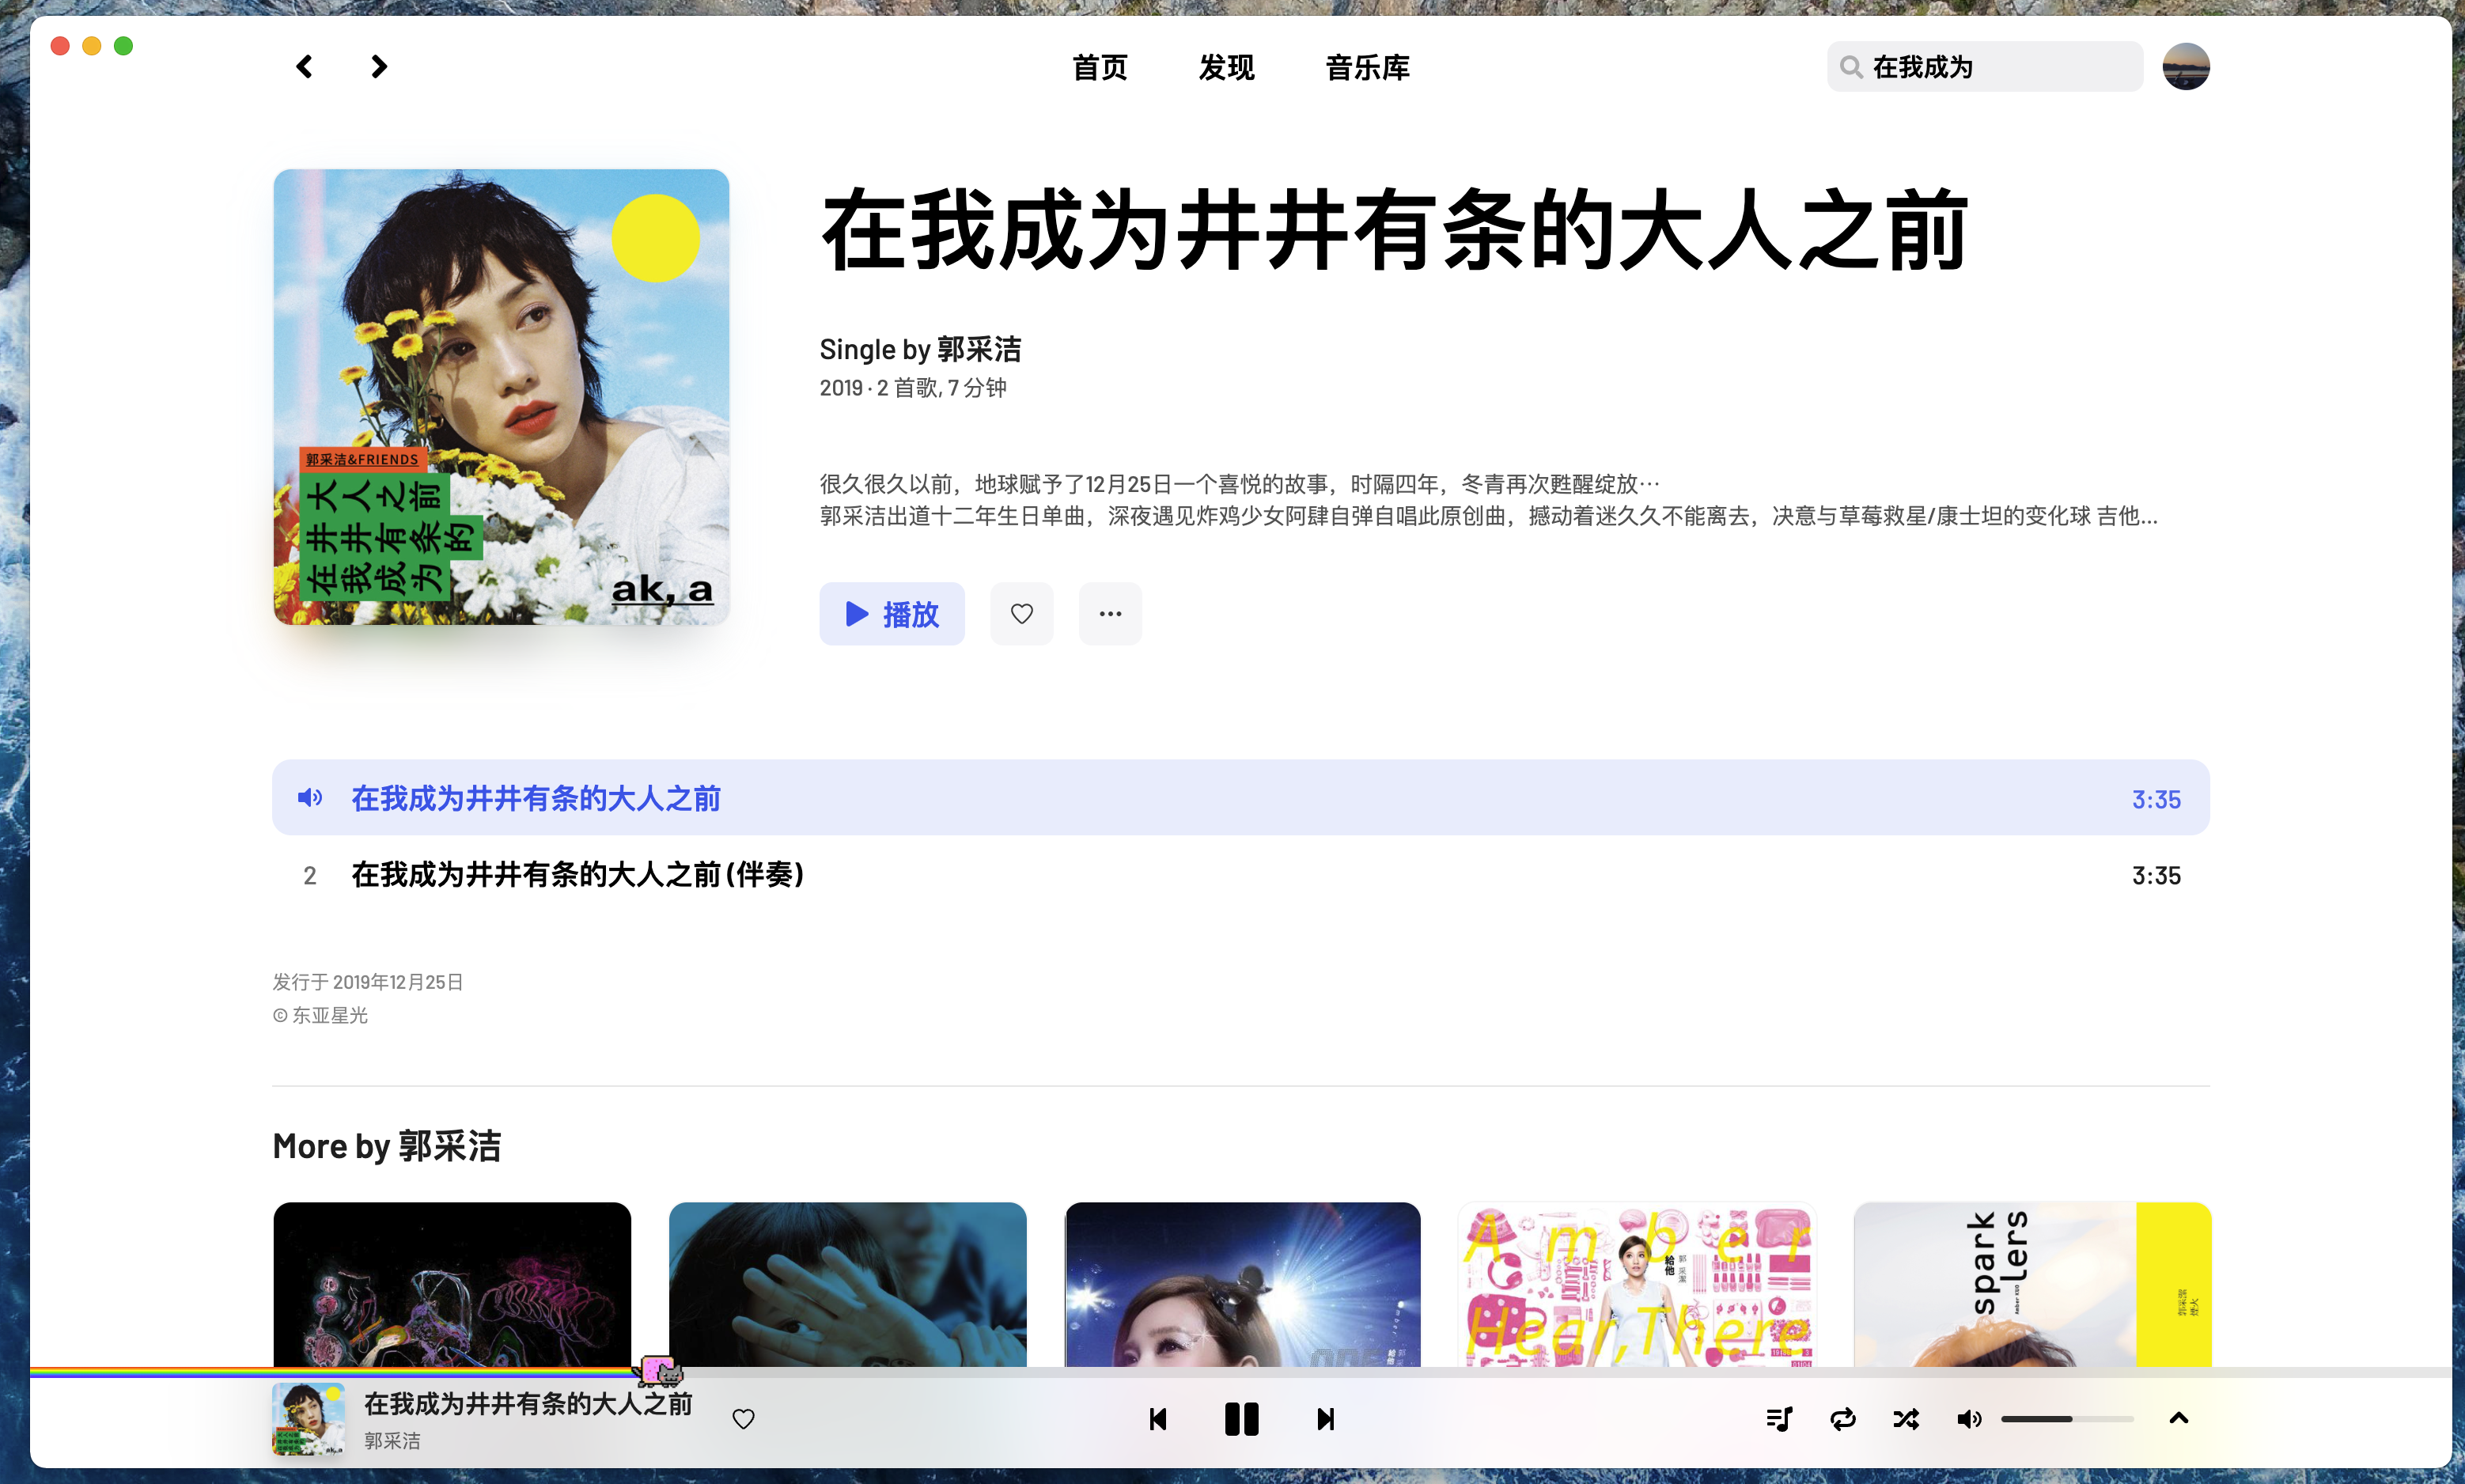 首页
发现
音乐库
在我成为
在我成为井井有条的大人之前
Single by 郭采洁
2019 · 2 首歌, 7 分钟
很久很久以前，地球赋予了12月25日一个喜悦的故事，时隔四年，冬青再次甦醒绽放⋯
郭采洁出道十二年生日单曲，深夜遇见炸鸡少女阿肆自弹自唱此原创曲，撼动着迷久久不能离去，决意与草莓救星/康士坦的变化球 吉他...
郭采洁&FRIENDS
大人之前
井井有条的
在我成为
ak, a
播放
在我成为井井有条的大人之前
3:35
2
在我成为井井有条的大人之前 (伴奏)
3:35
发行于 2019年12月25日
© 东亚星光
More by 郭采洁
Amber
給他
郭采潔
Hear,There
spark
lers
郭采潔
煙火
在我成为井井有条的大人之前
郭采洁
ak, a